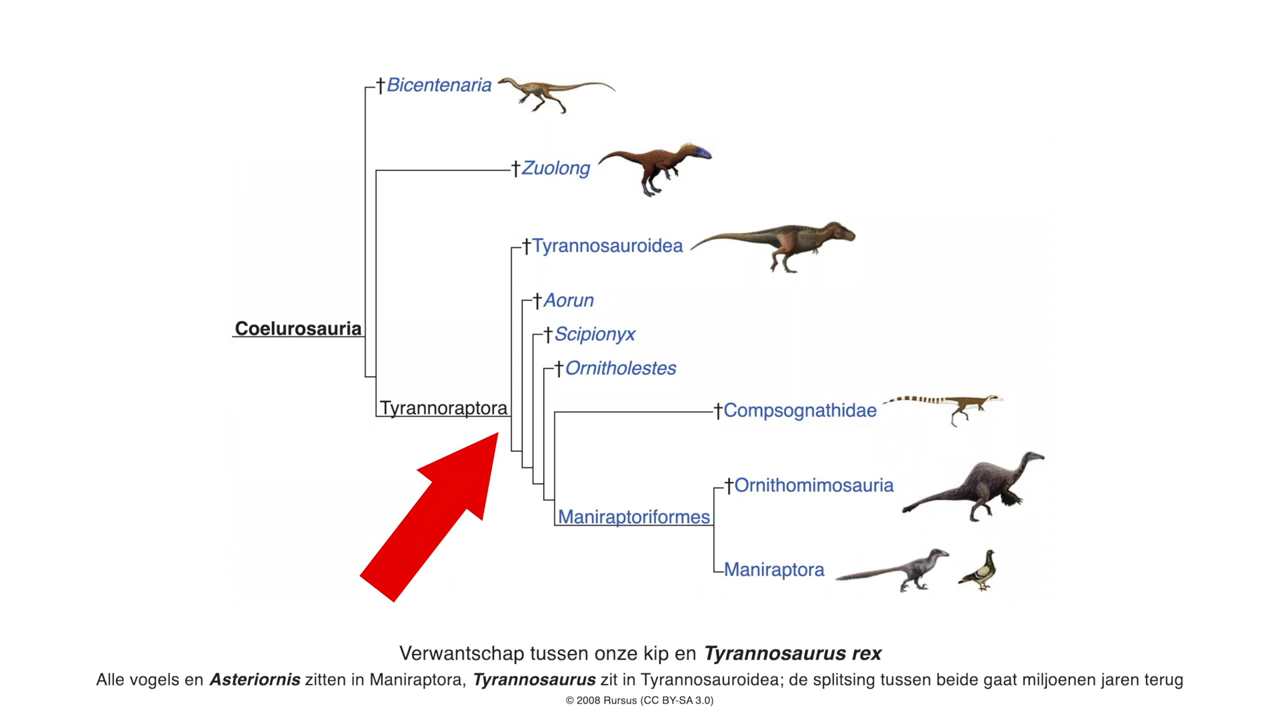 †Bicentenaria
†Zuolong
†Tyrannosauroidea
†Aorun
†Scipionyx
Coelurosauria
†Ornitholestes
Tyrannoraptora
†Compsognathidae
†Ornithomimosauria
Maniraptoriformes
Maniraptora
Verwantschap tussen onze kip en Tyrannosaurus rex
Alle vogels en Asteriornis zitten in Maniraptora, Tyrannosaurus zit in Tyrannosauroidea; de splitsing tussen beide gaat miljoenen jaren terug
© 2008 Rursus (CC BY-SA 3.0)